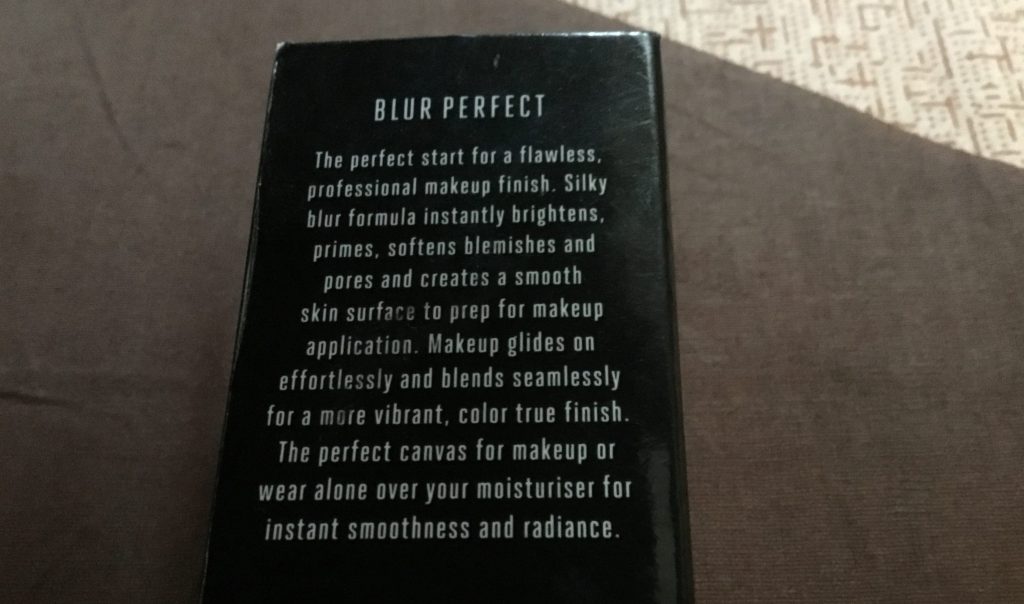 BLUR PERFECT
The perfect start for a flawless,
professional makeup finish. Silky
blur formula instantly brightens,
primes, softens blemishes and
pores and creates a smooth
skin surface to prep for makeup
application. Makeup glides on
effortlessly and blends seamlessly
for a more vibrant, color true finish.
The perfect canvas for makeup or
wear alone over your moisturiser for
instant smoothness and radiance.